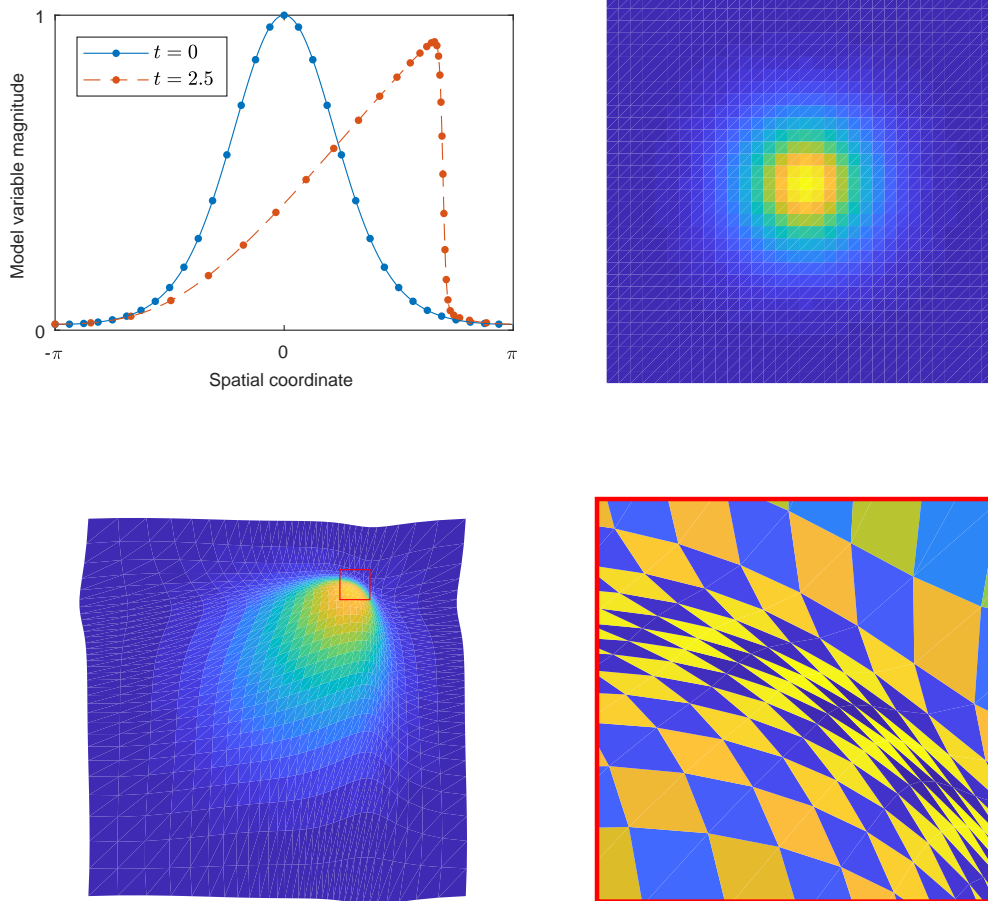 1
t = 0
t = 2.5
Model variable magnitude
0
-π 0 π
Spatial coordinate